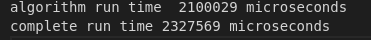 algorithm run time  2100029 microseconds
complete run time 2327569 microseconds